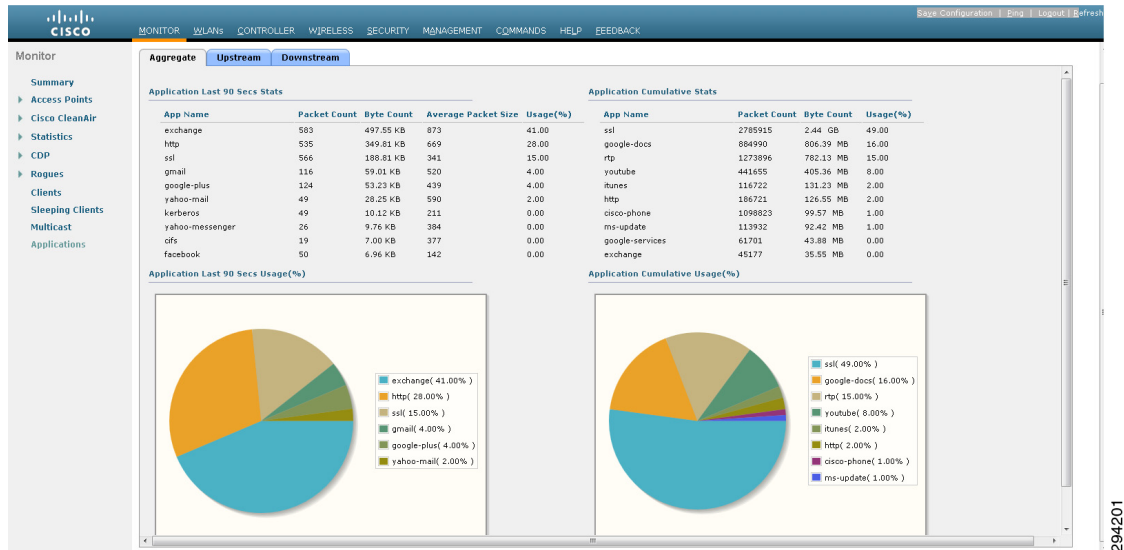 Save Configuration | Ping | Logout | Refresh
CISCO
MONITOR WLANs CONTROLLER WIRELESS SECURITY MANAGEMENT COMMANDS HELP FEEDBACK
Monitor
Summary
Access Points
Cisco CleanAir
Statistics
CDP
Rogues
Clients
Sleeping Clients
Multicast
Applications
Aggregate Upstream Downstream
Application Last 90 Secs Stats
App Name Packet Count Byte Count Average Packet Size Usage(%)
exchange 583 497.55 KB 873 41.00
http 535 349.81 KB 669 28.00
ssl 566 188.81 KB 341 15.00
gmail 116 59.01 KB 520 4.00
google-plus 124 53.23 KB 439 4.00
yahoo-mail 49 28.25 KB 590 2.00
kerberos 49 10.12 KB 211 0.00
yahoo-messenger 26 9.76 KB 384 0.00
cifs 19 7.00 KB 377 0.00
facebook 50 6.96 KB 142 0.00
Application Cumulative Stats
App Name Packet Count Byte Count Usage(%)
ssl 2785915 2.44 GB 49.00
google-docs 884990 806.39 MB 16.00
rtp 1273896 782.13 MB 15.00
youtube 441655 405.36 MB 8.00
itunes 116722 131.23 MB 2.00
http 186721 126.55 MB 2.00
cisco-phone 1098823 99.57 MB 1.00
ms-update 113932 92.42 MB 1.00
google-services 61701 43.88 MB 0.00
exchange 45177 35.55 MB 0.00
Application Last 90 Secs Usage(%)
exchange( 41.00% )
http( 28.00% )
ssl( 15.00% )
gmail( 4.00% )
google-plus( 4.00% )
yahoo-mail( 2.00% )
Application Cumulative Usage(%)
ssl( 49.00% )
google-docs( 16.00% )
rtp( 15.00% )
youtube( 8.00% )
itunes( 2.00% )
http( 2.00% )
cisco-phone( 1.00% )
ms-update( 1.00% )
294201